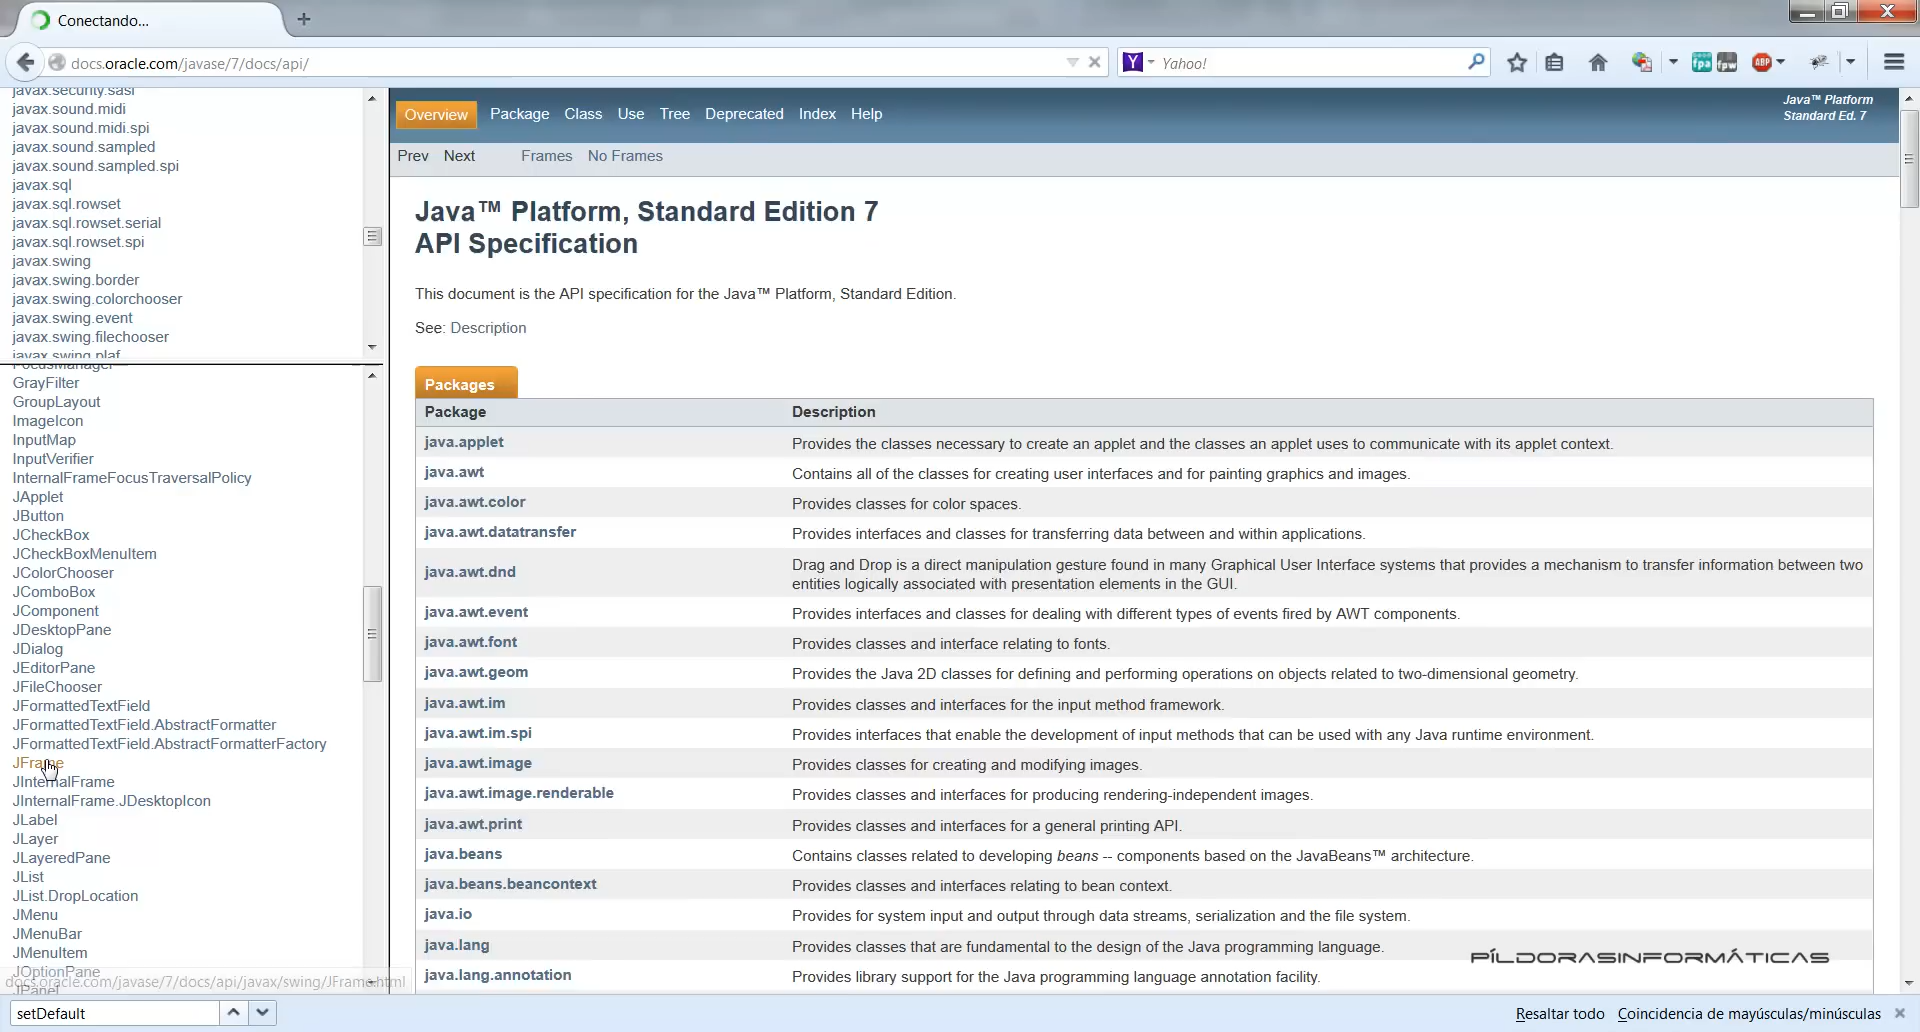 Conectando...
docs.oracle.com/javase/7/docs/api/
Yahoo!
javax.security.sasl
javax.sound.midi
javax.sound.midi.spi
javax.sound.sampled
javax.sound.sampled.spi
javax.sql
javax.sql.rowset
javax.sql.rowset.serial
javax.sql.rowset.spi
javax.swing
javax.swing.border
javax.swing.colorchooser
javax.swing.event
javax.swing.filechooser
javax.swing.plaf
FocusManager
GrayFilter
GroupLayout
ImageIcon
InputMap
InputVerifier
InternalFrameFocusTraversalPolicy
JApplet
JButton
JCheckBox
JCheckBoxMenuItem
JColorChooser
JComboBox
JComponent
JDesktopPane
JDialog
JEditorPane
JFileChooser
JFormattedTextField
JFormattedTextField.AbstractFormatter
JFormattedTextField.AbstractFormatterFactory
JFrame
JInternalFrame
JInternalFrame.JDesktopIcon
JLabel
JLayer
JLayeredPane
JList
JList.DropLocation
JMenu
JMenuBar
JMenuItem
JOptionPane
JPanel
docs.oracle.com/javase/7/docs/api/javax/swing/JFrame.html
Overview Package Class Use Tree Deprecated Index Help
Java™ Platform
Standard Ed. 7
Prev Next Frames No Frames
Java™ Platform, Standard Edition 7
API Specification
This document is the API specification for the Java™ Platform, Standard Edition.
See: Description
Packages
Package Description
java.applet Provides the classes necessary to create an applet and the classes an applet uses to communicate with its applet context.
java.awt Contains all of the classes for creating user interfaces and for painting graphics and images.
java.awt.color Provides classes for color spaces.
java.awt.datatransfer Provides interfaces and classes for transferring data between and within applications.
java.awt.dnd Drag and Drop is a direct manipulation gesture found in many Graphical User Interface systems that provides a mechanism to transfer information between two
entities logically associated with presentation elements in the GUI.
java.awt.event Provides interfaces and classes for dealing with different types of events fired by AWT components.
java.awt.font Provides classes and interface relating to fonts.
java.awt.geom Provides the Java 2D classes for defining and performing operations on objects related to two-dimensional geometry.
java.awt.im Provides classes and interfaces for the input method framework.
java.awt.im.spi Provides interfaces that enable the development of input methods that can be used with any Java runtime environment.
java.awt.image Provides classes for creating and modifying images.
java.awt.image.renderable Provides classes and interfaces for producing rendering-independent images.
java.awt.print Provides classes and interfaces for a general printing API.
java.beans Contains classes related to developing beans -- components based on the JavaBeans™ architecture.
java.beans.beancontext Provides classes and interfaces relating to bean context.
java.io Provides for system input and output through data streams, serialization and the file system.
java.lang Provides classes that are fundamental to the design of the Java programming language.
java.lang.annotation Provides library support for the Java programming language annotation facility.
PÍLDORASINFORMÁTICAS
setDefault
Resaltar todo Coincidencia de mayúsculas/minúsculas
Y
fpa
fpw
ABP